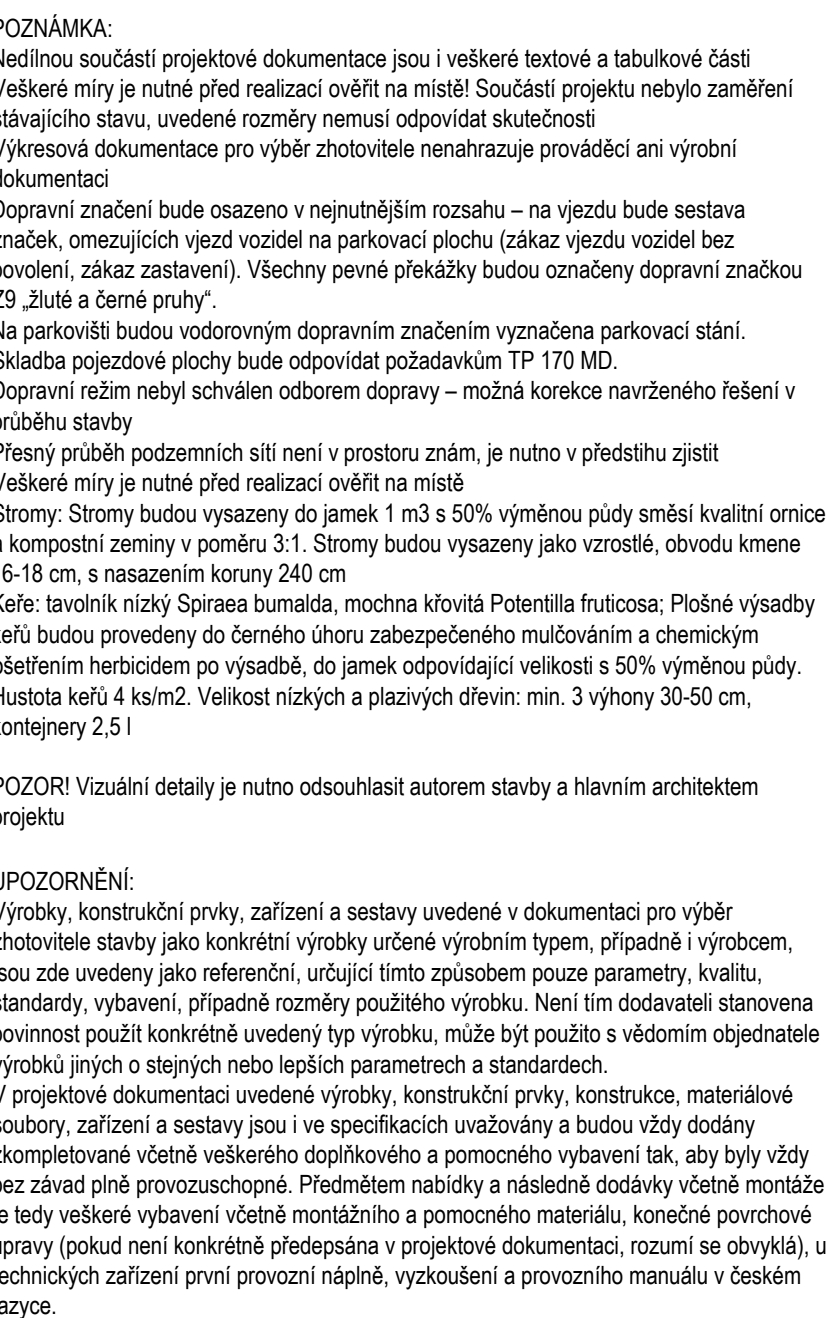 POZNÁMKA:
Nedílnou součástí projektové dokumentace jsou i veškeré textové a tabulkové části
Veškeré míry je nutné před realizací ověřit na místě! Součástí projektu nebylo zaměření
stávajícího stavu, uvedené rozměry nemusí odpovídat skutečnosti
Výkresová dokumentace pro výběr zhotovitele nenahrazuje prováděcí ani výrobní
dokumentaci
Dopravní značení bude osazeno v nejnutnějším rozsahu – na vjezdu bude sestava
značek, omezujících vjezd vozidel na parkovací plochu (zákaz vjezdu vozidel bez
povolení, zákaz zastavení). Všechny pevné překážky budou označeny dopravní značkou
Z9 „žluté a černé pruhy“.
Na parkovišti budou vodorovným dopravním značením vyznačena parkovací stání.
Skladba pojezdové plochy bude odpovídat požadavkům TP 170 MD.
Dopravní režim nebyl schválen odborem dopravy – možná korekce navrženého řešení v
průběhu stavby
Přesný průběh podzemních sítí není v prostoru znám, je nutno v předstihu zjistit
Veškeré míry je nutné před realizací ověřit na místě
Stromy: Stromy budou vysazeny do jamek 1 m3 s 50% výměnou půdy směsí kvalitní ornice
a kompostní zeminy v poměru 3:1. Stromy budou vysazeny jako vzrostlé, obvodu kmene
16-18 cm, s nasazením koruny 240 cm
Keře: tavolník nízký Spiraea bumalda, mochna křovitá Potentilla fruticosa; Plošné výsadby
keřů budou provedeny do černého úhoru zabezpečeného mulčováním a chemickým
ošetřením herbicidem po výsadbě, do jamek odpovídající velikosti s 50% výměnou půdy.
Hustota keřů 4 ks/m2. Velikost nízkých a plazivých dřevin: min. 3 výhony 30-50 cm,
kontejnery 2,5 l
POZOR! Vizuální detaily je nutno odsouhlasit autorem stavby a hlavním architektem
projektu
UPOZORNĚNÍ:
Výrobky, konstrukční prvky, zařízení a sestavy uvedené v dokumentaci pro výběr
zhotovitele stavby jako konkrétní výrobky určené výrobním typem, případně i výrobcem,
jsou zde uvedeny jako referenční, určující tímto způsobem pouze parametry, kvalitu,
standardy, vybavení, případně rozměry použitého výrobku. Není tím dodavateli stanovena
povinnost použít konkrétně uvedený typ výrobku, může být použito s vědomím objednatele
výrobků jiných o stejných nebo lepších parametrech a standardech.
V projektové dokumentaci uvedené výrobky, konstrukční prvky, konstrukce, materiálové
soubory, zařízení a sestavy jsou i ve specifikacích uvažovány a budou vždy dodány
zkompletované včetně veškerého doplňkového a pomocného vybavení tak, aby byly vždy
bez závad plně provozuschopné. Předmětem nabídky a následně dodávky včetně montáže
je tedy veškeré vybavení včetně montážního a pomocného materiálu, konečné povrchové
úpravy (pokud není konkrétně předepsána v projektové dokumentaci, rozumí se obvyklá), u
technických zařízení první provozní náplně, vyzkoušení a provozního manuálu v českém
jazyce.